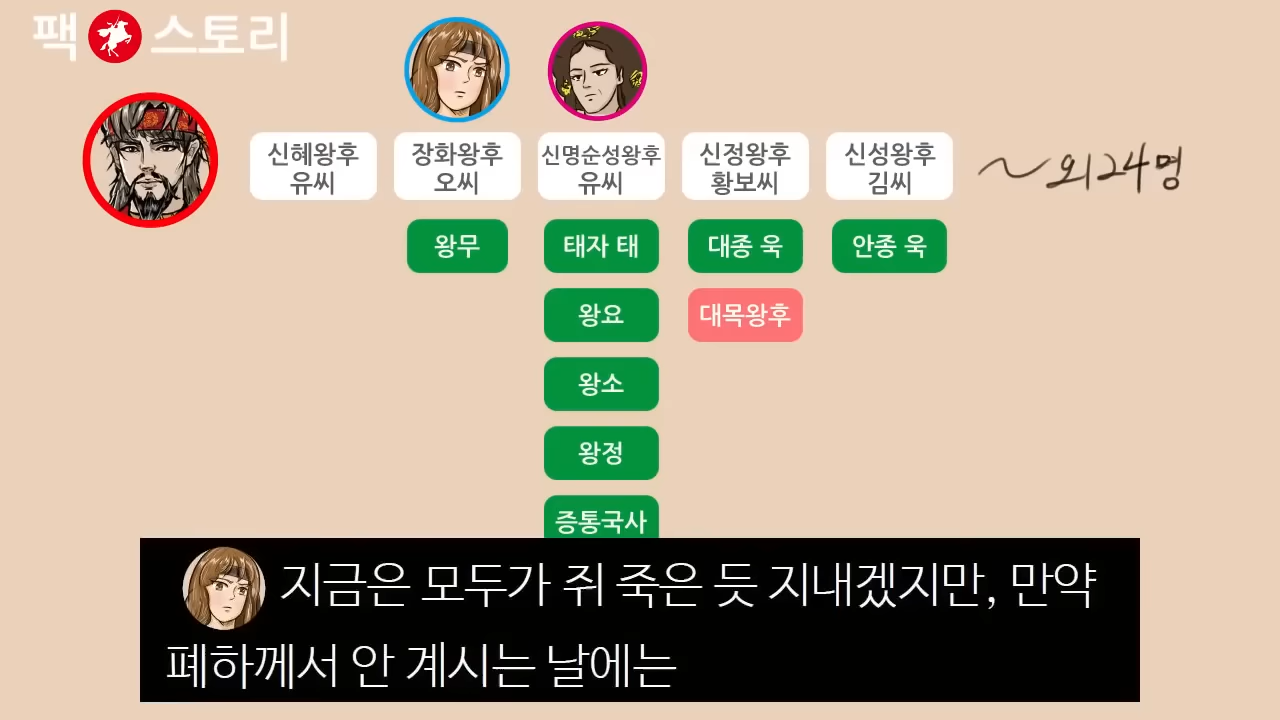 팩 스토리
신혜왕후
유씨
장화왕후
오씨
신명순성왕후
유씨
신정왕후
황보씨
신성왕후
김씨
~외 24명
왕무
태자 태
대종 욱
안종 욱
왕요
대목왕후
왕소
왕정
증통국사
지금은 모두가 쥐 죽은 듯 지내겠지만, 만약
폐하께서 안 계시는 날에는